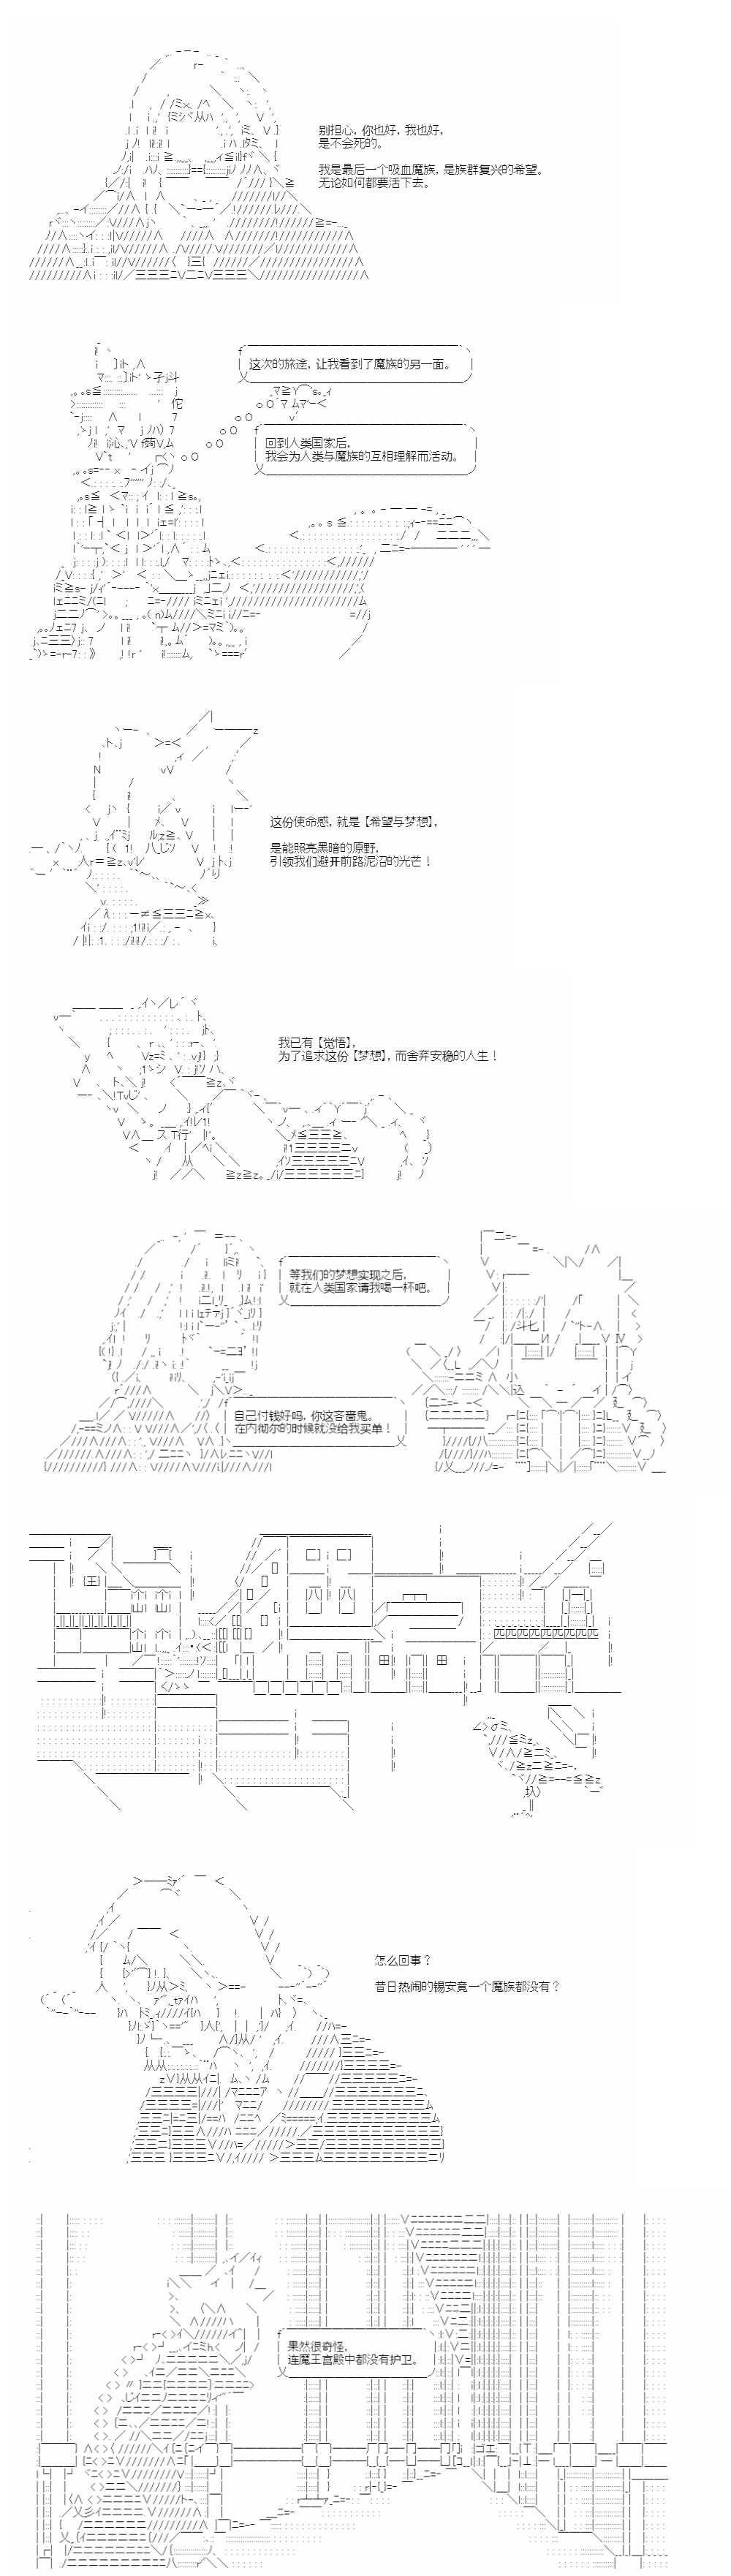 别担心，你也好，我也好，
是不会死的。
我是最后一个吸血魔族，是族群复兴的希望。
无论如何都要活下去。
这次的旅途，让我看到了魔族的另一面。
回到人类国家后，
我会为人类与魔族的互相理解而活动。
这份使命感，就是【希望与梦想】，
是能照亮黑暗的原野，
引领我们避开前路泥沼的光芒！
我已有【觉悟】，
为了追求这份【梦想】，而舍弃安稳的人生！
等我们的梦想实现之后，
就在人类国家请我喝一杯吧。
自己付钱好吗，你这吝啬鬼。
在内彻尔的时候就没给我买单！
怎么回事？
昔日热闹的锡安竟一个魔族都没有？
果然很奇怪，
连魔王宫殿中都没有护卫。